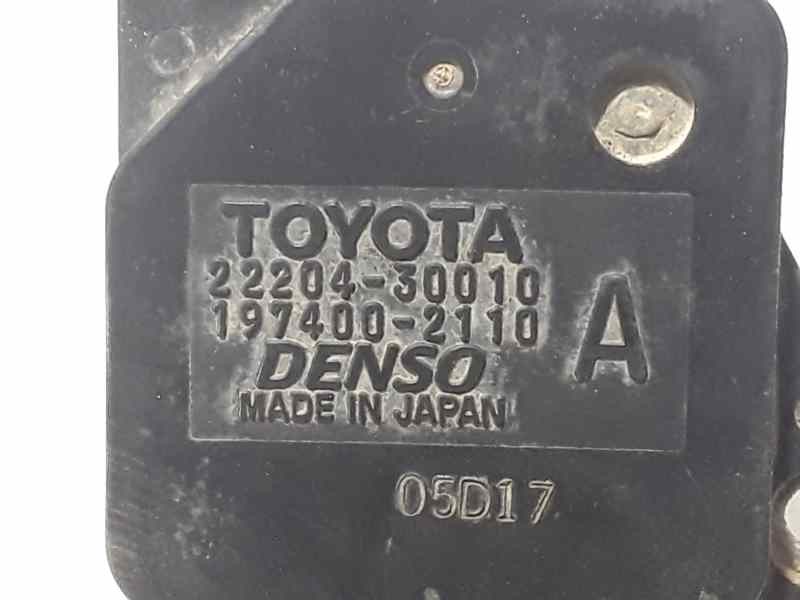 TOYOTA
22204-30010
197400-2110
A
DENSO
MADE IN JAPAN
05D17